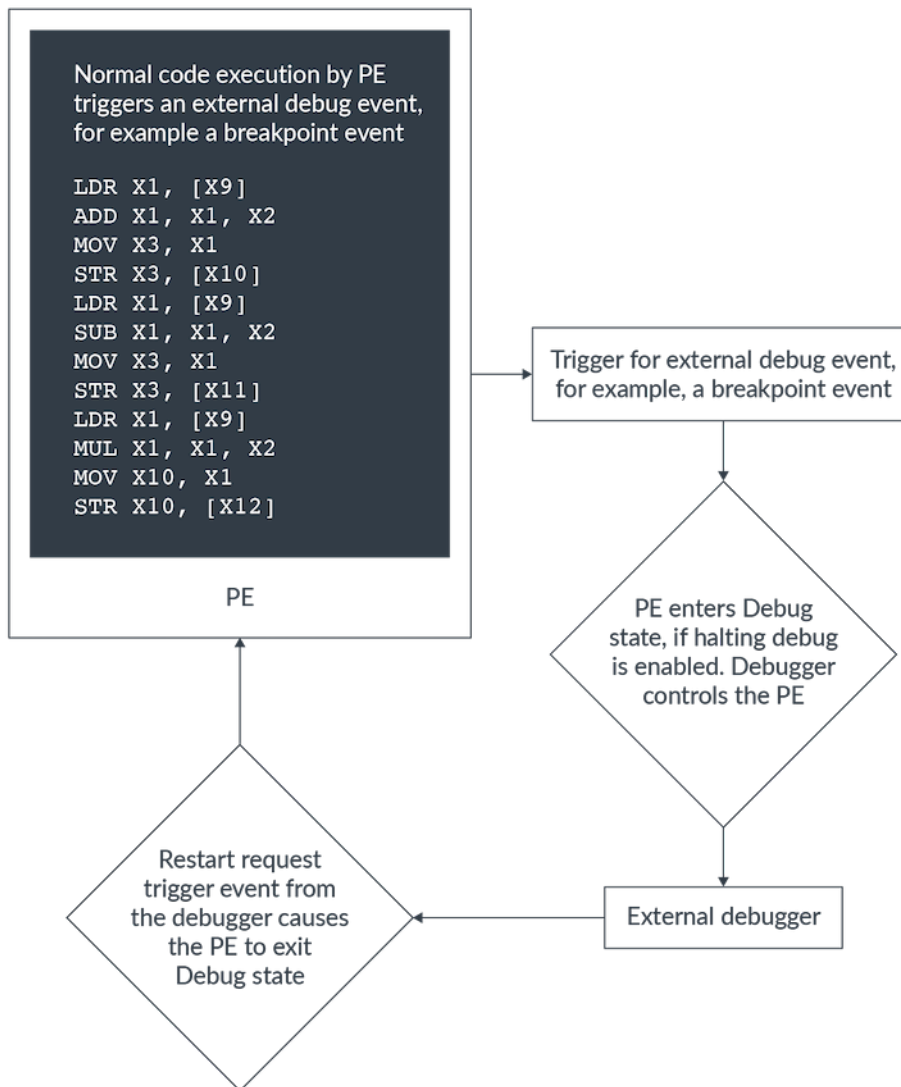 Normal code execution by PE
triggers an external debug event,
for example a breakpoint event
LDR X1, [X9]
ADD X1, X1, X2
MOV X3, X1
STR X3, [X10]
LDR X1, [X9]
SUB X1, X1, X2
MOV X3, X1
STR X3, [X11]
LDR X1, [X9]
MUL X1, X1, X2
MOV X10, X1
STR X10, [X12]
PE
Trigger for external debug event,
for example, a breakpoint event
PE enters Debug
state, if halting debug
is enabled. Debugger
controls the PE
External debugger
Restart request
trigger event from
the debugger causes
the PE to exit
Debug state